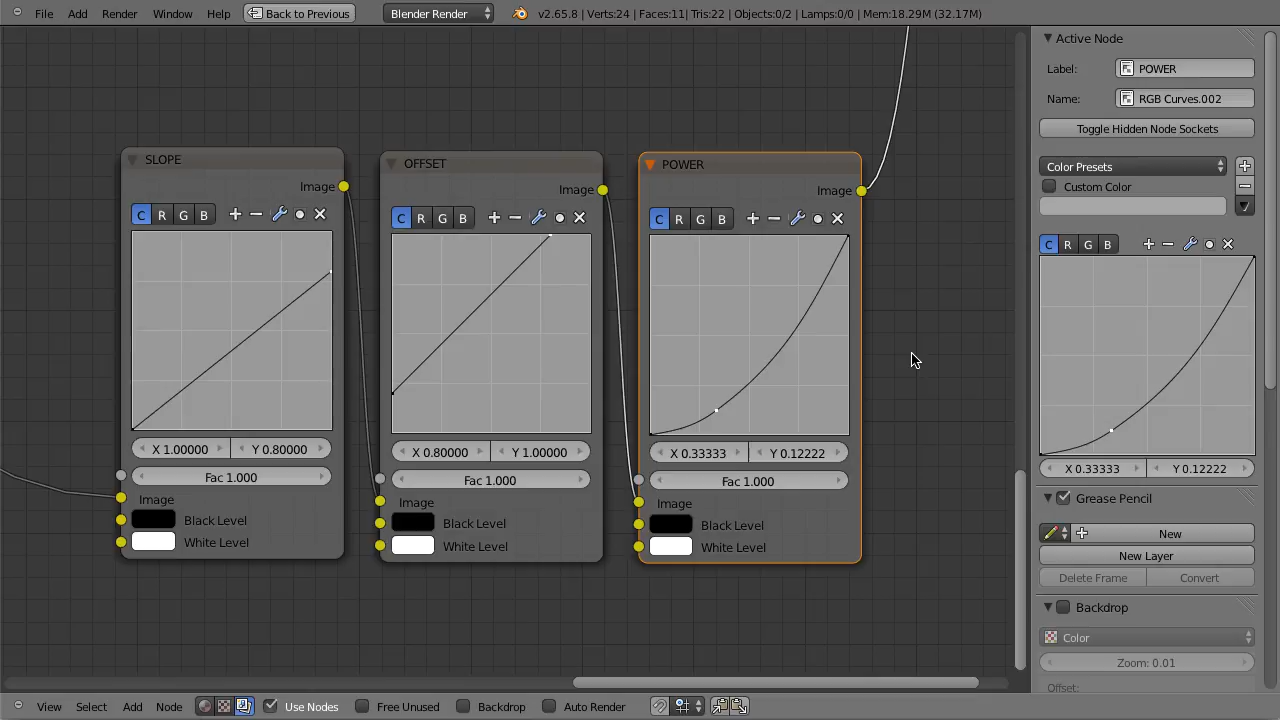 File Add Render Window Help Back to Previous Blender Render v2.65.8 | Verts:24 | Faces:11| Tris:22 | Objects:0/2 | Lamps:0/0 | Mem:18.29M (32.17M)
SLOPE
Image
C R G B
X 1.00000 Y 0.80000
Fac 1.000
Image
Black Level
White Level
OFFSET
Image
C R G B
X 0.80000 Y 1.00000
Fac 1.000
Image
Black Level
White Level
POWER
Image
C R G B
X 0.33333 Y 0.12222
Fac 1.000
Image
Black Level
White Level
Active Node
Label: POWER
Name: RGB Curves.002
Toggle Hidden Node Sockets
Color Presets
Custom Color
C R G B
X 0.33333 Y 0.12222
Grease Pencil
New
New Layer
Delete Frame Convert
Backdrop
Color
Zoom: 0.01
Offset:
View Select Add Node Use Nodes Free Unused Backdrop Auto Render